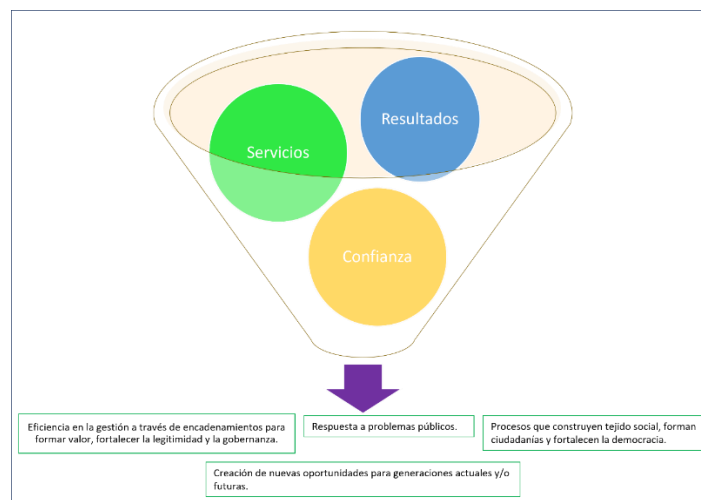 Resultados
Servicios
Confianza
Eficiencia en la gestión a través de encadenamientos para
formar valor, fortalecer la legitimidad y la gobernanza.
Respuesta a problemas públicos.
Procesos que construyen tejido social, forman
ciudadanías y fortalecen la democracia.
Creación de nuevas oportunidades para generaciones actuales y/o
futuras.